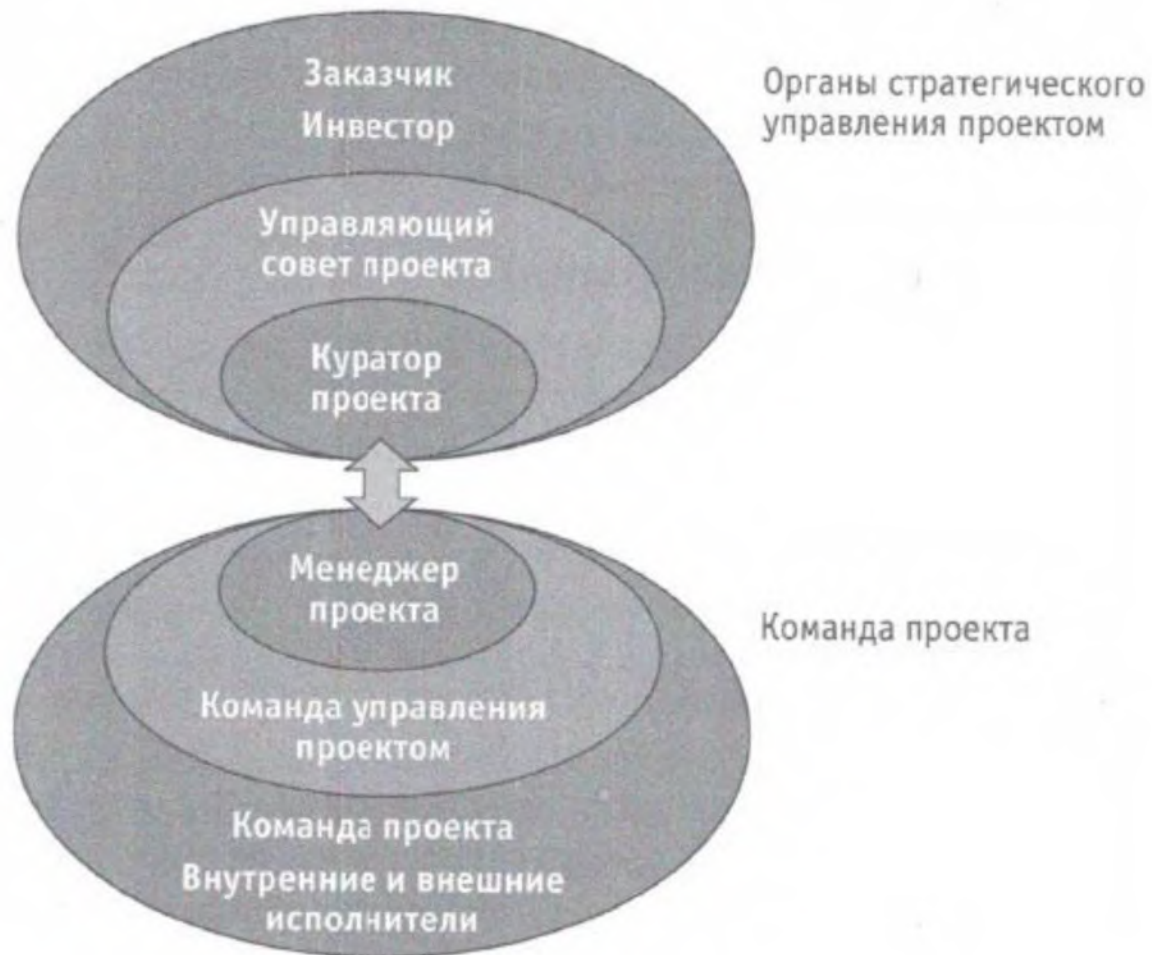 Заказчик
Инвестор
Органы стратегического
управления проектом
Управляющий
совет проекта
Куратор
проекта
Менеджер
проекта
Команда проекта
Команда управления
проектом
Команда проекта
Внутренние и внешние
исполнители